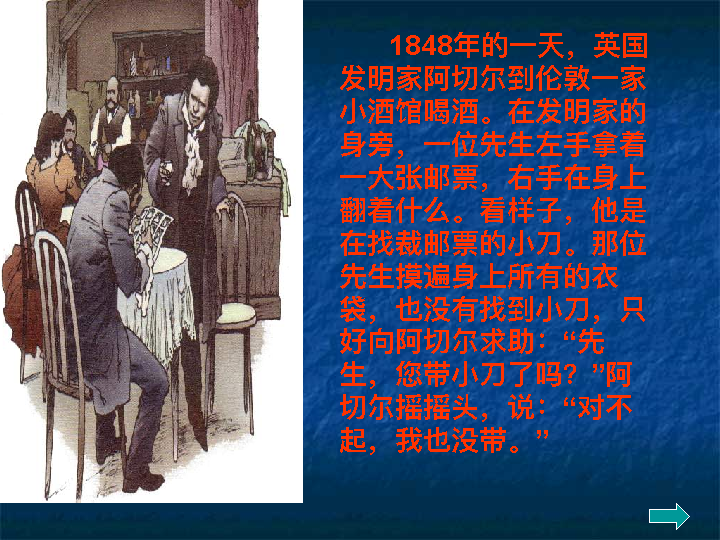 1848年的一天，英国
发明家阿切尔到伦敦一家
小酒馆喝酒。在发明家的
身旁，一位先生左手拿着
一大张邮票，右手在身上
翻着什么。看样子，他是
在找裁邮票的小刀。那位
先生摸遍身上所有的衣
袋，也没有找到小刀，只
好向阿切尔求助：“先
生，您带小刀了吗？”阿
切尔摇摇头，说：“对不
起，我也没带。”